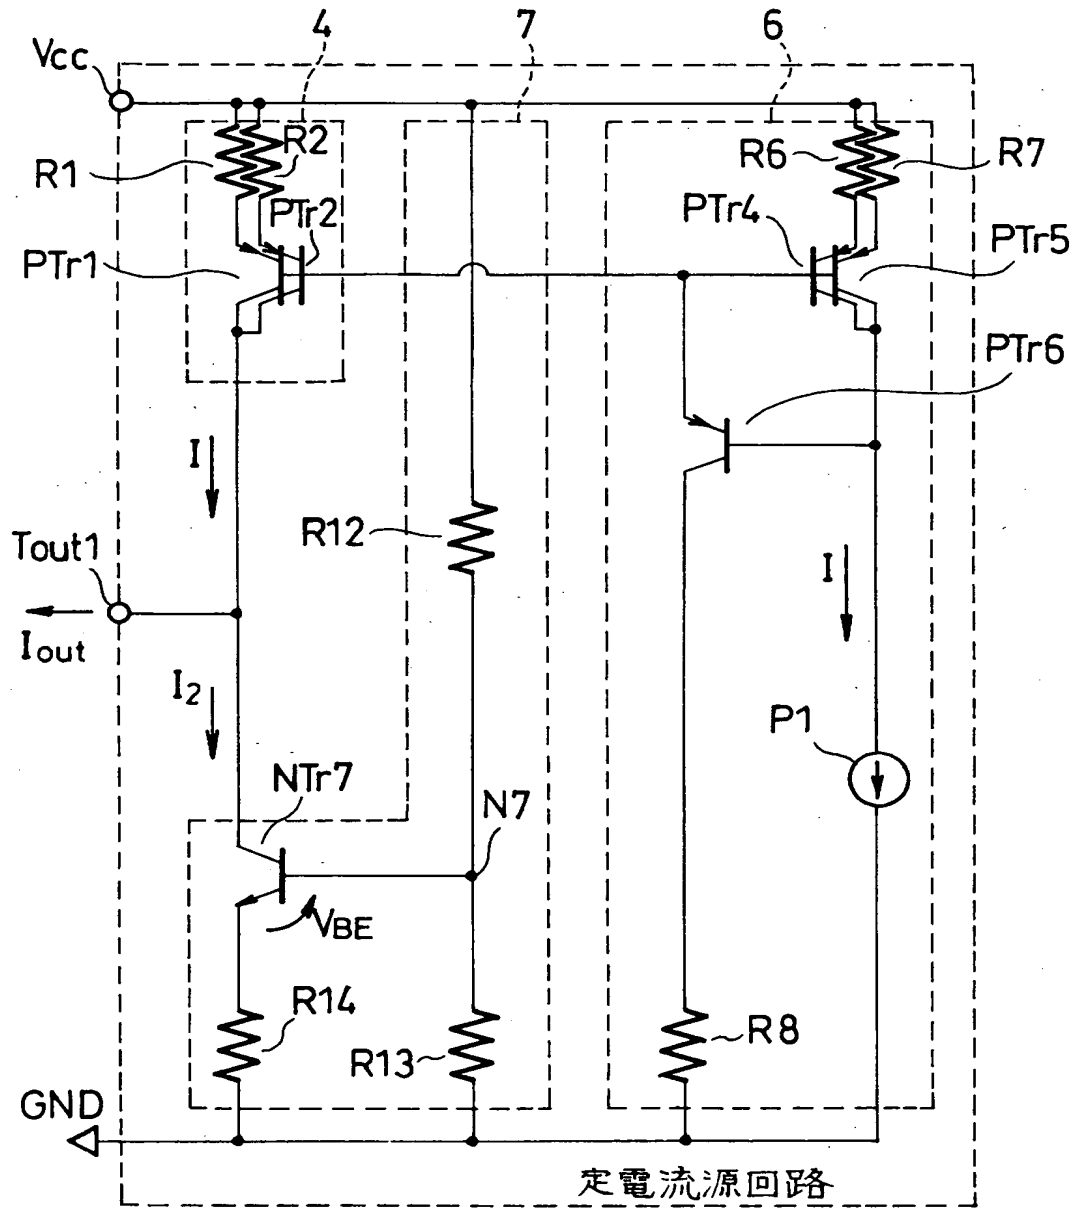 4
7
6
Vcc
R1
R2
R6
R7
PTr2
PTr4
PTr1
PTr5
PTr6
I
R12
Tout1
I
Iout
I2
P1
NTr7
N7
VBE
R14
R13
R8
GND
定電流源回路